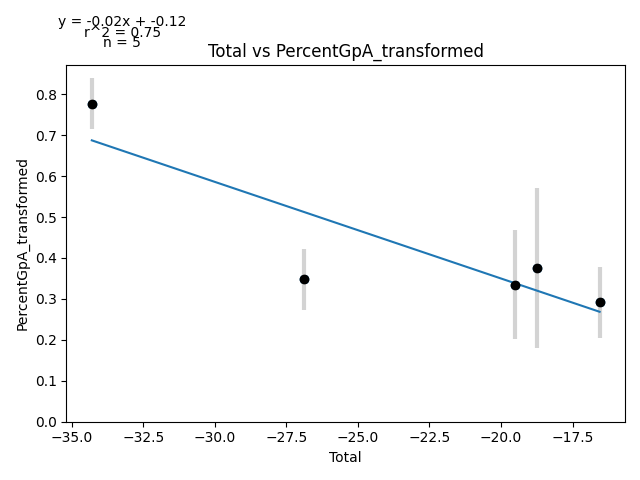 y = -0.02x + -0.12
r^2 = 0.75
n = 5
Total vs PercentGpA_transformed
PercentGpA_transformed
0.8
0.7
0.6
0.5
0.4
0.3
0.2
0.1
0.0
−35.0 −32.5 −30.0 −27.5 −25.0 −22.5 −20.0 −17.5
Total